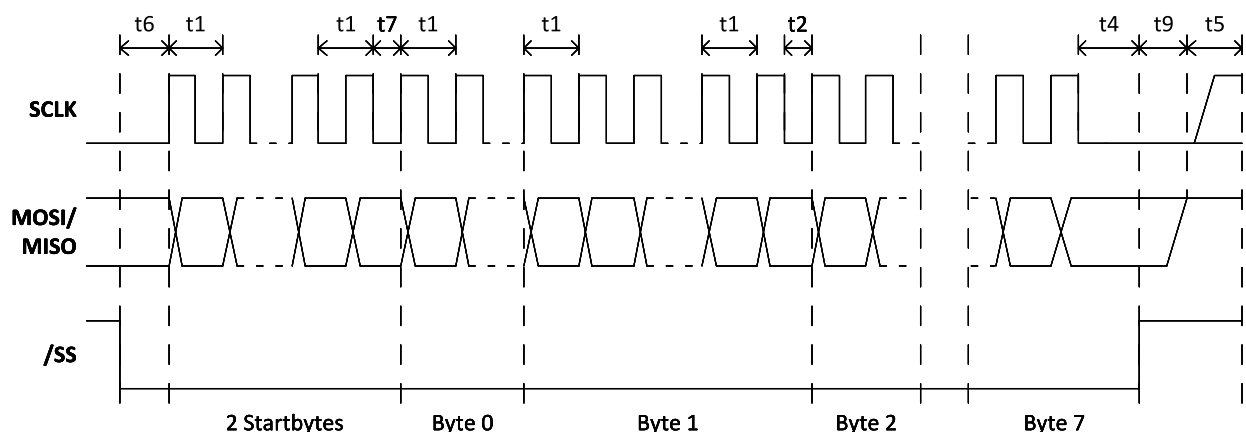 t6 t1 t1 t7 t1 t1 t1 t2 t4 t9 t5
SCLK
MOSI/
MISO
/SS
2 Startbytes Byte 0 Byte 1 Byte 2 Byte 7